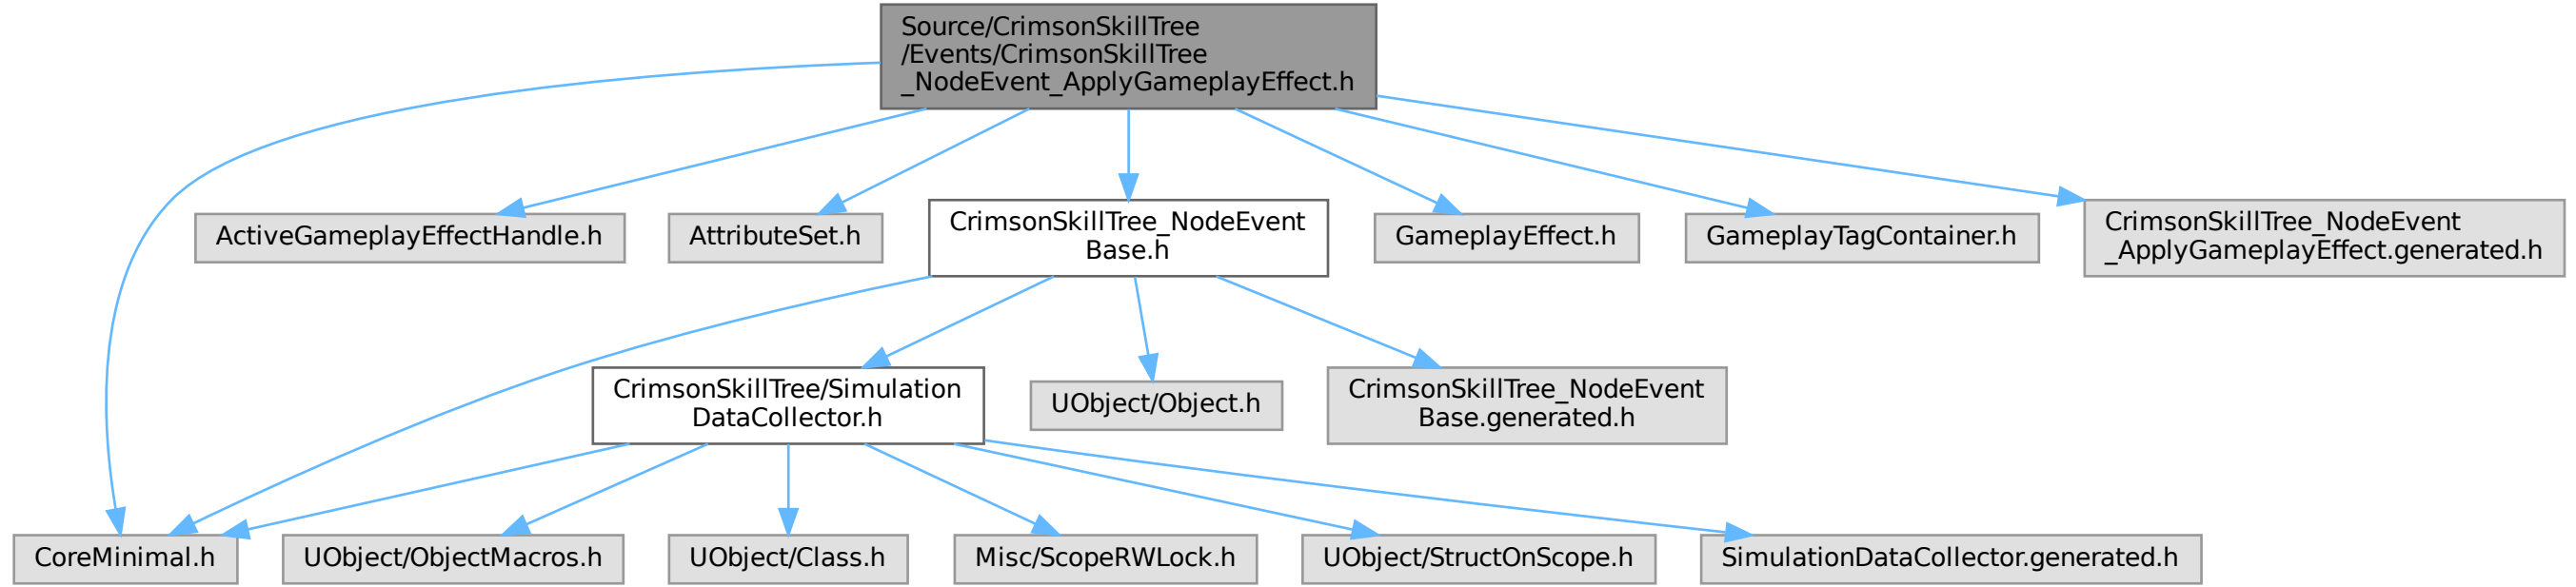 Source/CrimsonSkillTree
/Events/CrimsonSkillTree
_NodeEvent_ApplyGameplayEffect.h
ActiveGameplayEffectHandle.h
AttributeSet.h
CrimsonSkillTree_NodeEvent
Base.h
GameplayEffect.h
GameplayTagContainer.h
CrimsonSkillTree_NodeEvent
_ApplyGameplayEffect.generated.h
CrimsonSkillTree/Simulation
DataCollector.h
UObject/Object.h
CrimsonSkillTree_NodeEvent
Base.generated.h
CoreMinimal.h
UObject/ObjectMacros.h
UObject/Class.h
Misc/ScopeRWLock.h
UObject/StructOnScope.h
SimulationDataCollector.generated.h